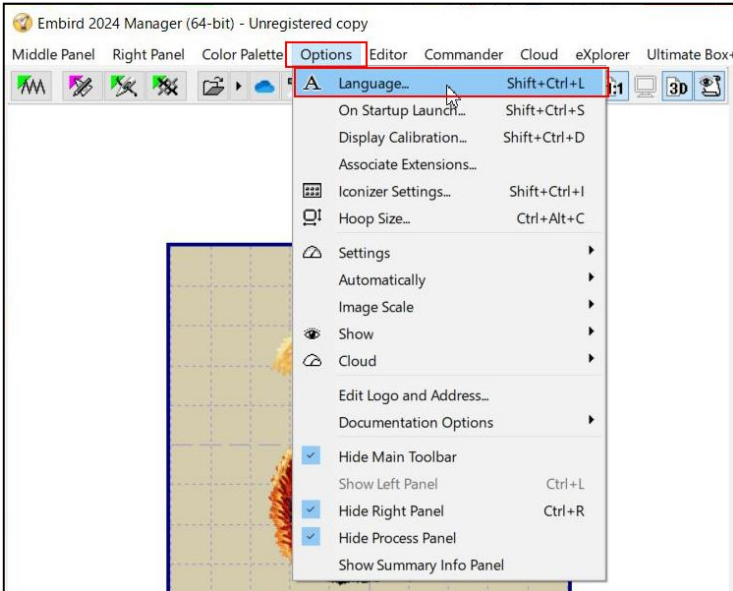 Embird 2024 Manager (64-bit) - Unregistered copy
Middle Panel Right Panel Color Palette Options Editor Commander Cloud eXplorer Ultimate Box+
3D
A Language... Shift+Ctrl+L
On Startup Launch... Shift+Ctrl+S
Display Calibration... Shift+Ctrl+D
Associate Extensions...
Iconizer Settings... Shift+Ctrl+I
Hoop Size... Ctrl+Alt+C
Settings
Automatically
Image Scale
Show
Cloud
Edit Logo and Address...
Documentation Options
Hide Main Toolbar
Show Left Panel Ctrl+L
Hide Right Panel Ctrl+R
Hide Process Panel
Show Summary Info Panel